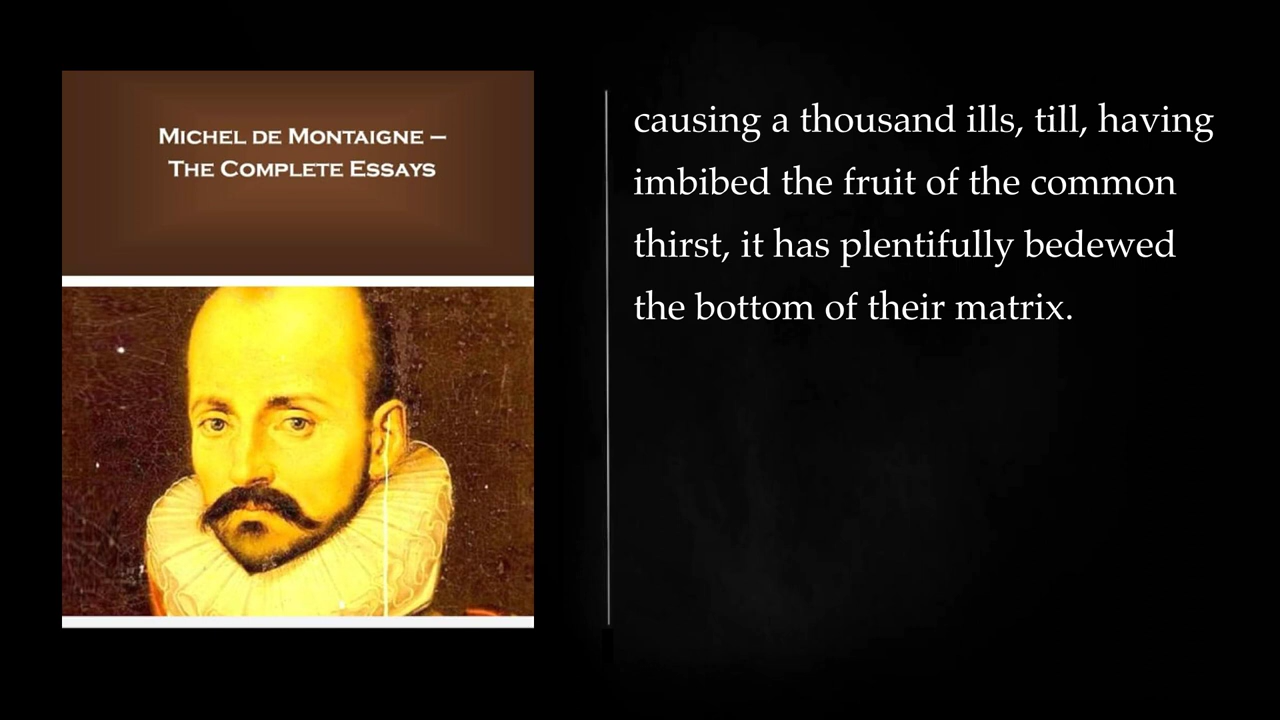 Michel de Montaigne –
The Complete Essays
causing a thousand ills, till, having
imbibed the fruit of the common
thirst, it has plentifully bedewed
the bottom of their matrix.